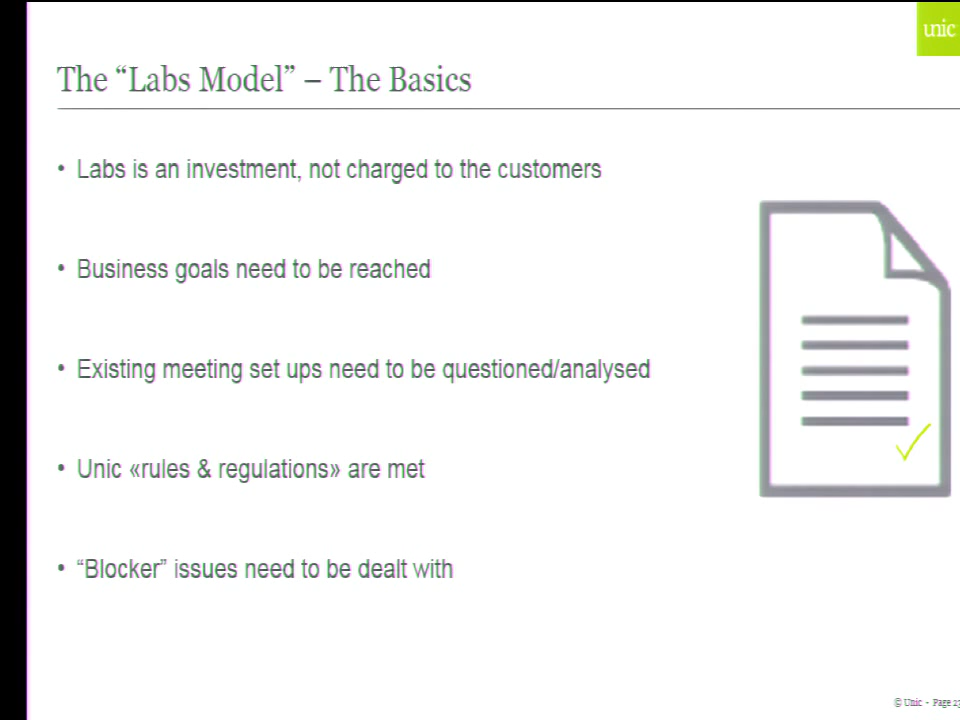 unic
The “Labs Model” – The Basics
• Labs is an investment, not charged to the customers
• Business goals need to be reached
• Existing meeting set ups need to be questioned/analysed
• Unic «rules & regulations» are met
• “Blocker” issues need to be dealt with
© Unic - Page